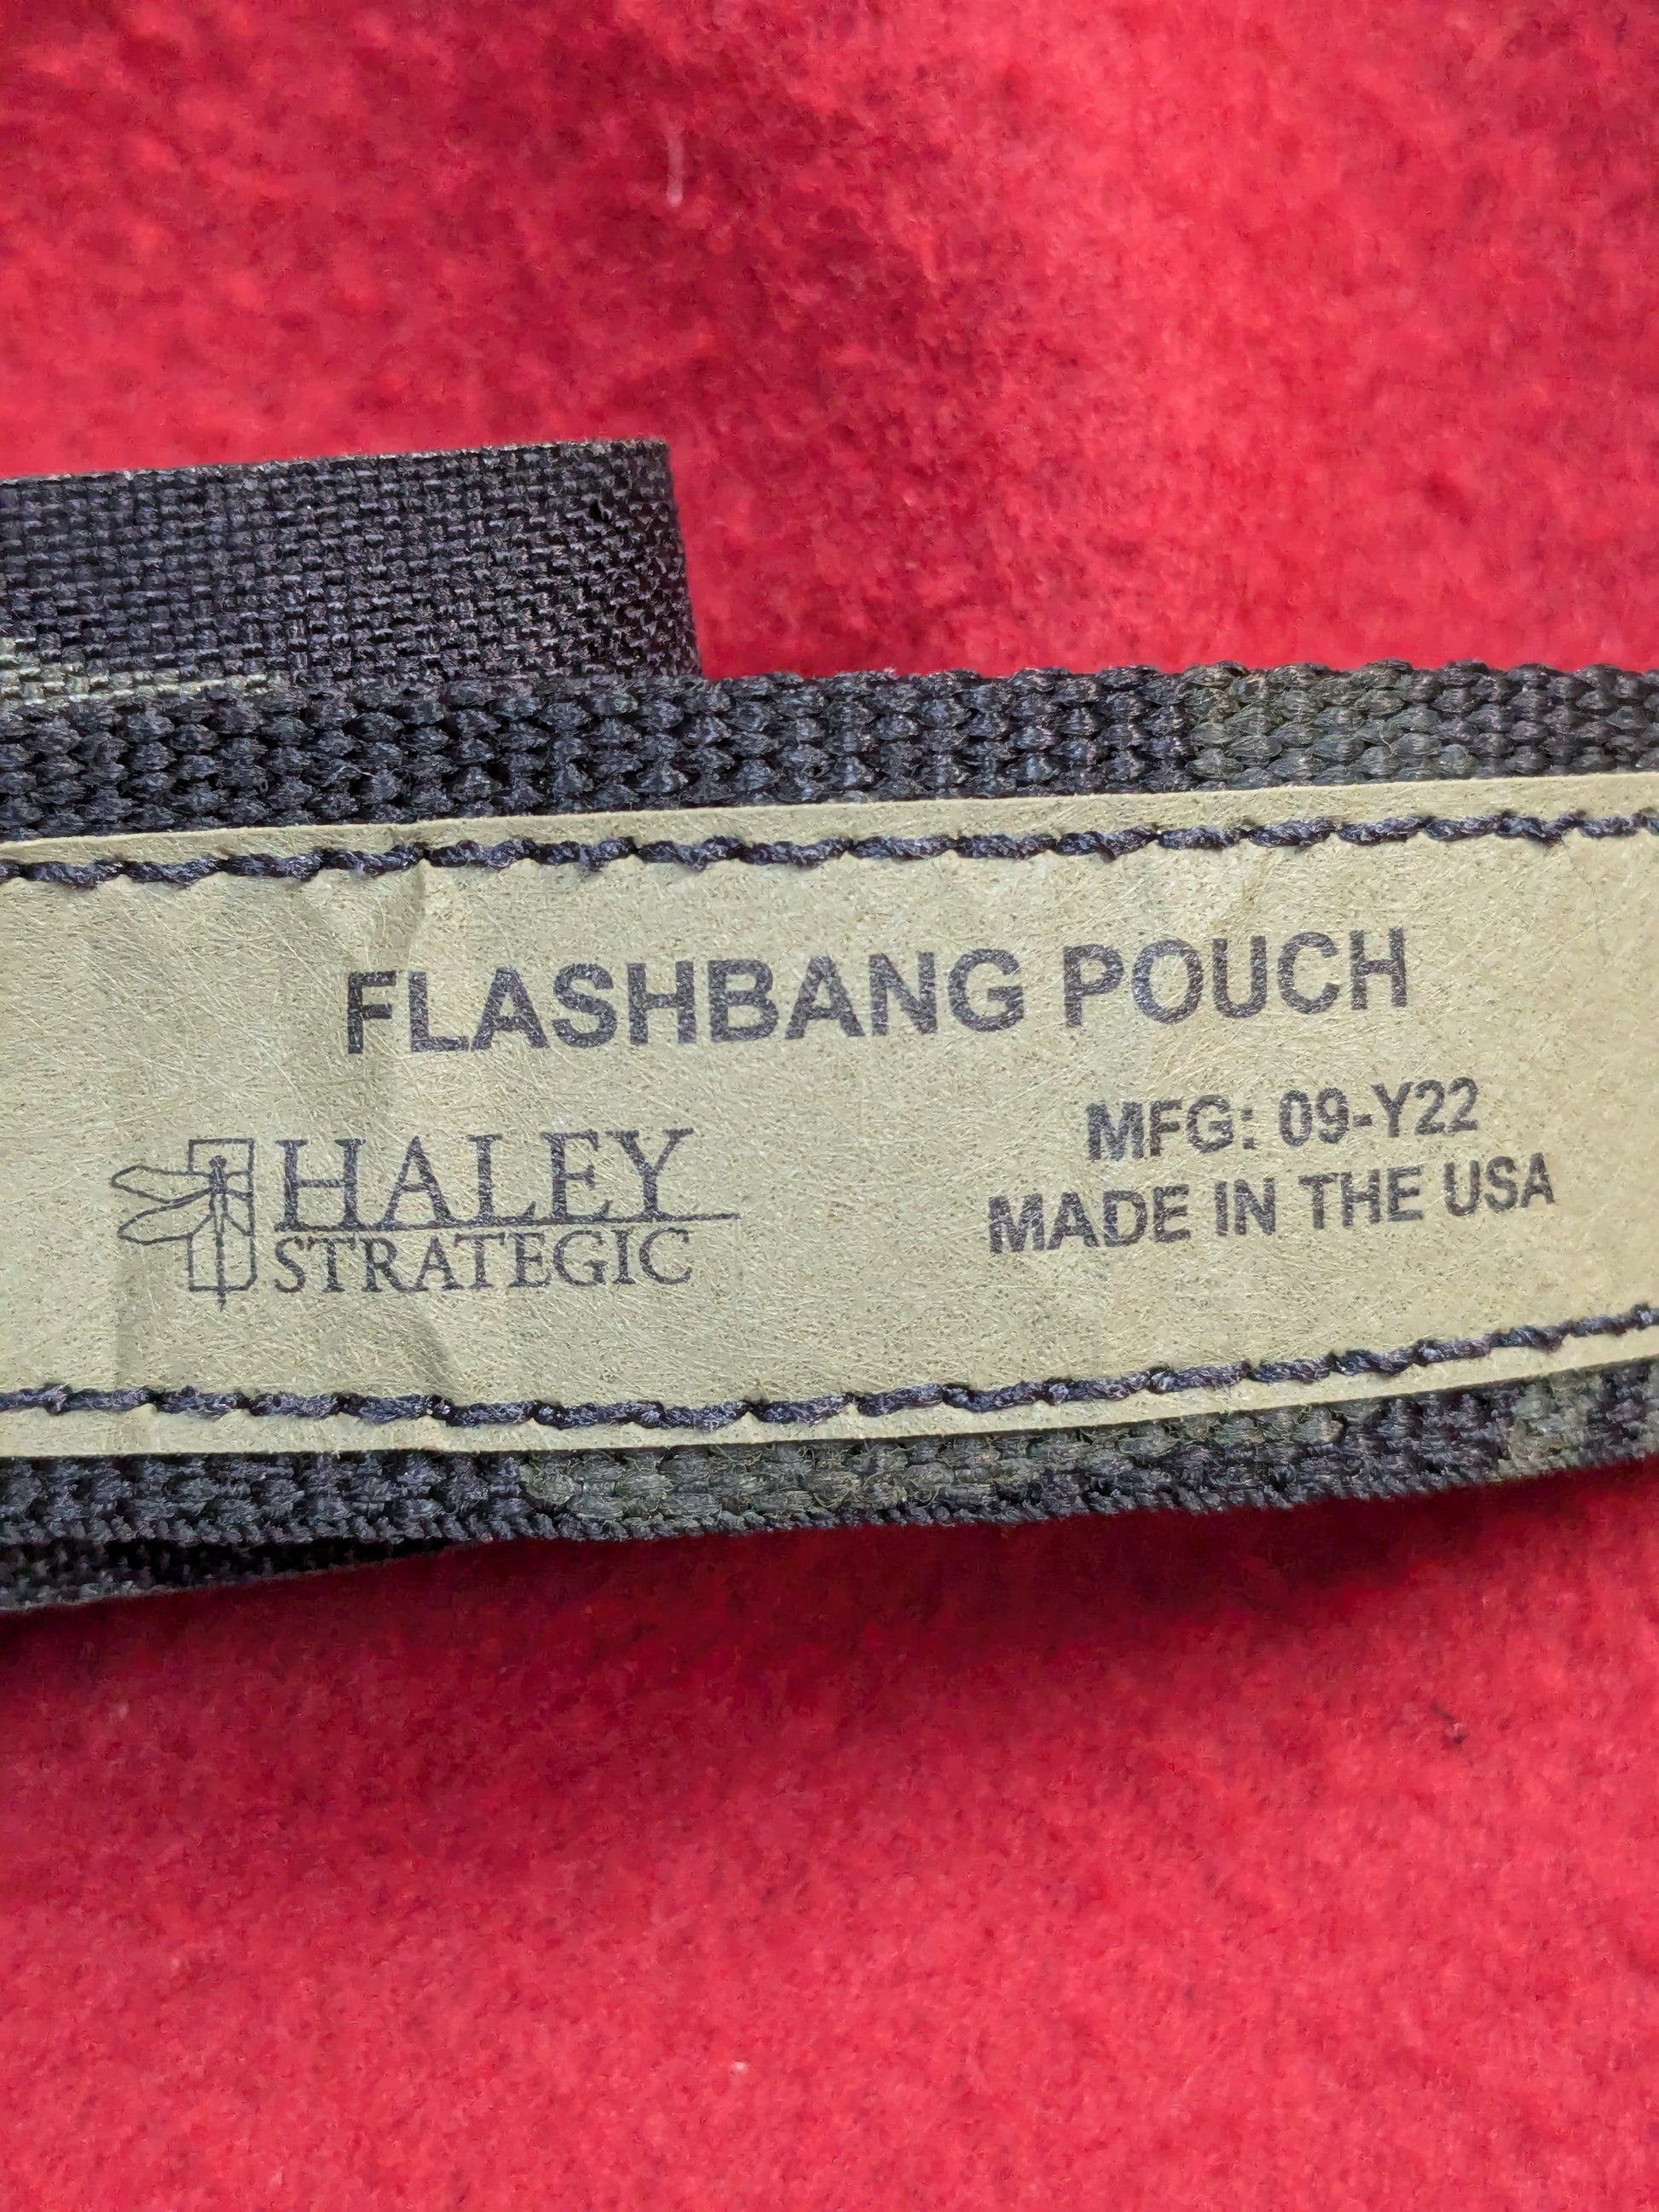 FLASHBANG POUCH
HALEY
STRATEGIC
MFG: 09-Y22
MADE IN THE USA